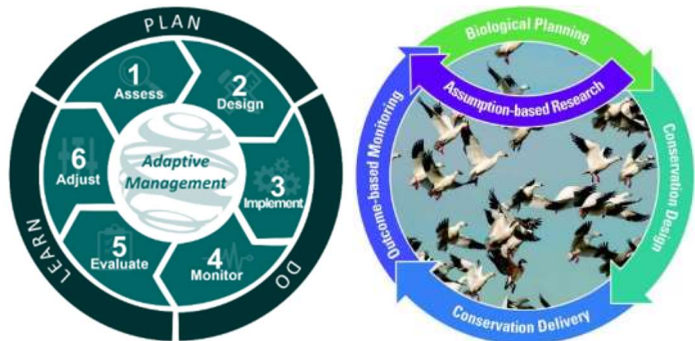 PLAN
1
Assess
2
Design
3
Implement
4
Monitor
5
Evaluate
6
Adjust
Adaptive
Management
DO
LEARN
Biological Planning
Assumption-based Research
Conservation Design
Conservation Delivery
Outcome-based Monitoring